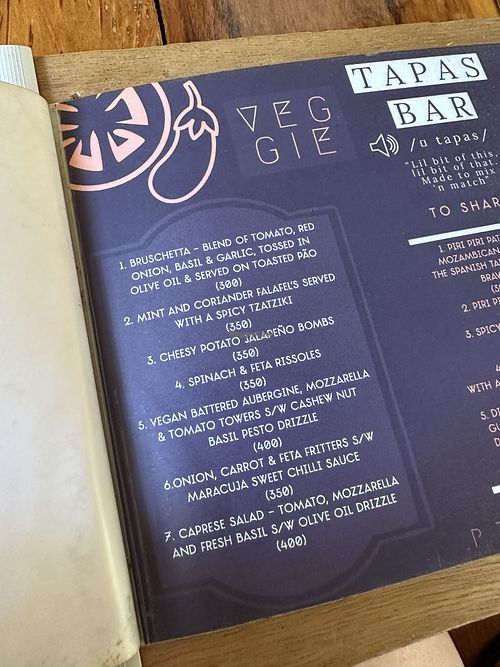 VEG
GIE
1. BRUSCHETTA – BLEND OF TOMATO, RED
ONION, BASIL & GARLIC, TOSSED IN
OLIVE OIL & SERVED ON TOASTED PÃO
(300)
2. MINT AND CORIANDER FALAFEL'S SERVED
WITH A SPICY TZATZIKI
(350)
3. CHEESY POTATO JALAPEÑO BOMBS
(350)
4. SPINACH & FETA RISSOLES
(350)
5. VEGAN BATTERED AUBERGINE, MOZZARELLA
& TOMATO TOWERS S/W CASHEW NUT
BASIL PESTO DRIZZLE
(400)
6.ONION, CARROT & FETA FRITTERS S/W
MARACUJA SWEET CHILLI SAUCE
(350)
7. CAPRESE SALAD – TOMATO, MOZZARELLA
AND FRESH BASIL S/W OLIVE OIL DRIZZLE
(400)
TAPAS
BAR
/u tapas/
"Lil bit of this,
lil bit of that.
Made to mix
'n match"
TO SHAR
1. PIRI PIRI PAT
MOZAMBICAN
THE SPANISH TA
BRAV
2. PIRI P
3. SPICY
4.
WITH A
5. P